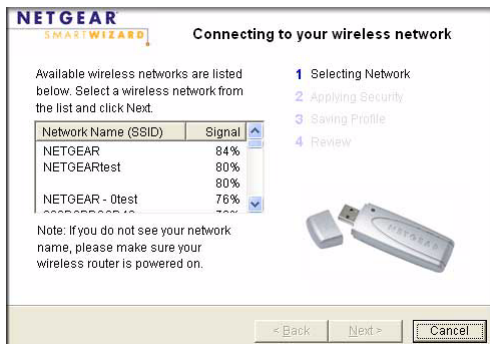 NETGEAR
SMARTWIZARD
Connecting to your wireless network
Available wireless networks are listed
below. Select a wireless network from
the list and click Next.
Network Name (SSID) Signal
NETGEAR 84%
NETGEARtest 80%
80%
NETGEAR - 0test 76%
Note: If you do not see your network
name, please make sure your
wireless router is powered on.
1 Selecting Network
2 Applying Security
3 Saving Profile
4 Review
NETGEAR
< Back
Next >
Cancel